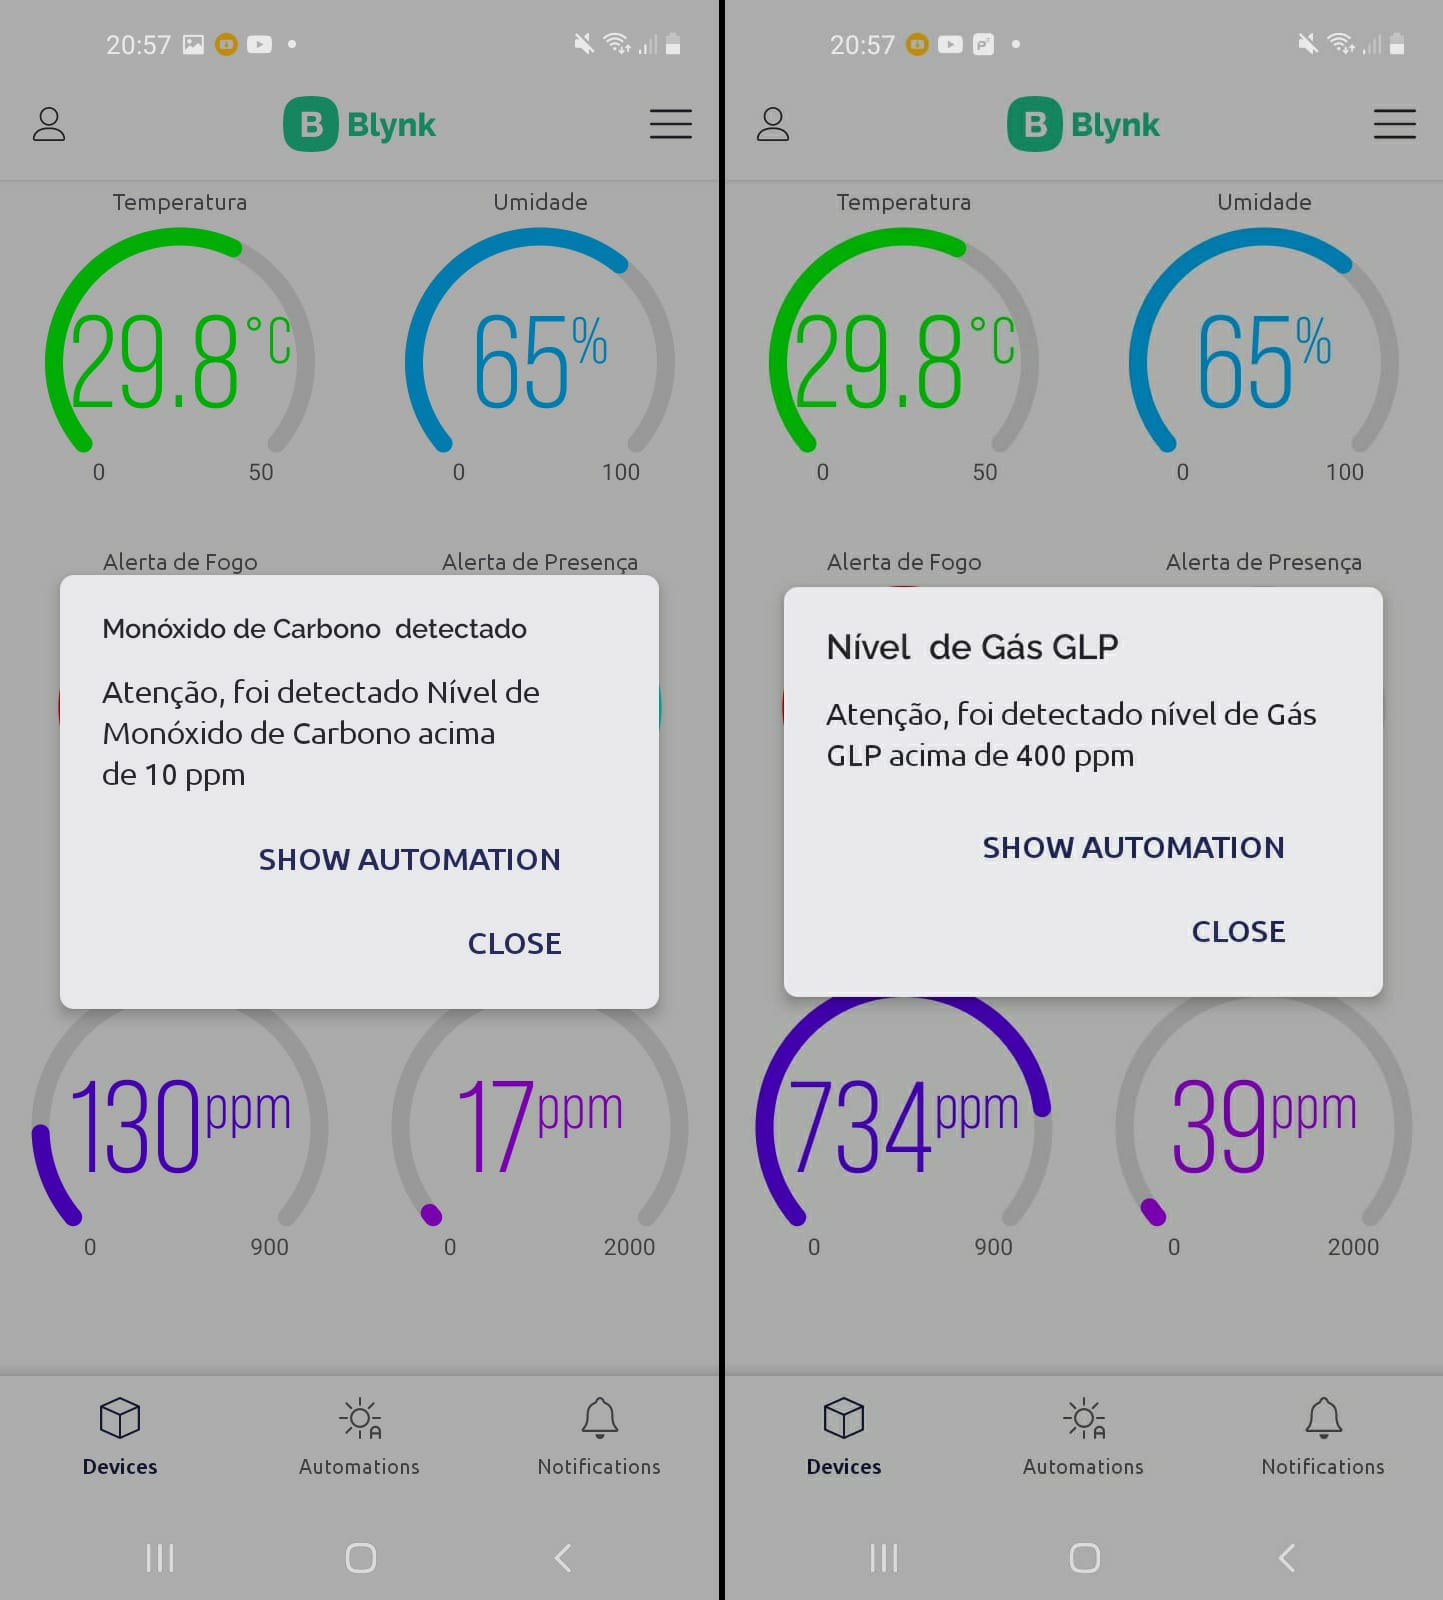 20:57
B Blynk
Temperatura Umidade
29.8°C 65%
0 50 0 100
Alerta de Fogo Alerta de Presença
Monóxido de Carbono detectado
Atenção, foi detectado Nível de
Monóxido de Carbono acima
de 10 ppm
SHOW AUTOMATION
CLOSE
130ppm 17ppm
0 900 0 2000
Devices Automations Notifications
20:57
B Blynk
Temperatura Umidade
29.8°C 65%
0 50 0 100
Alerta de Fogo Alerta de Presença
Nível de Gás GLP
Atenção, foi detectado nível de Gás
GLP acima de 400 ppm
SHOW AUTOMATION
CLOSE
734ppm 39ppm
0 900 0 2000
Devices Automations Notifications